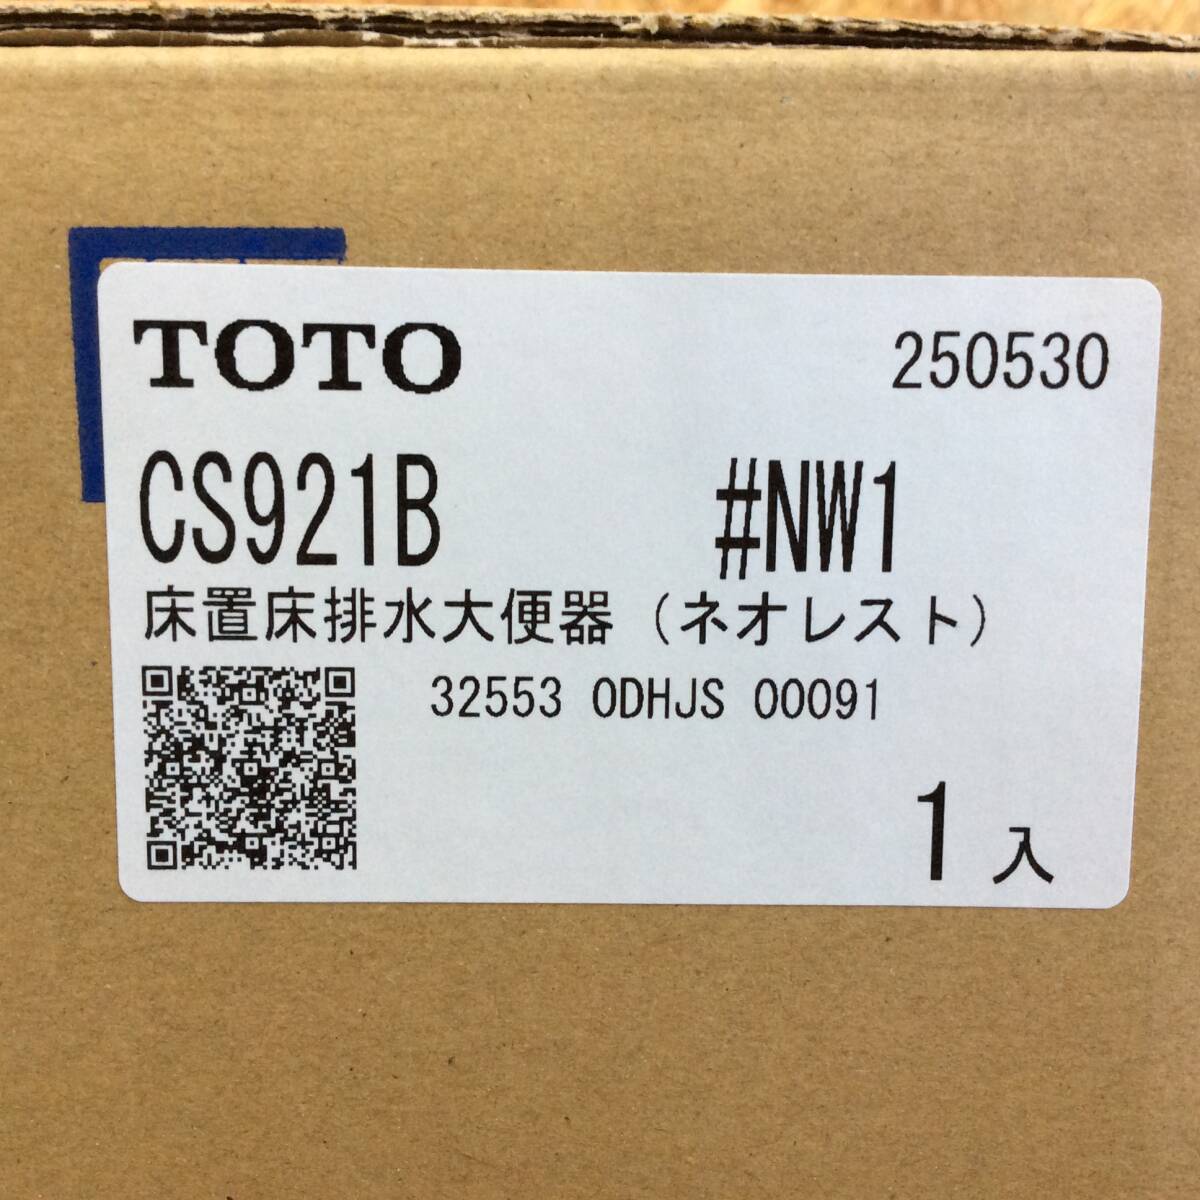 TOTO 250530
CS921B #NW1
床置床排水大便器（ネオレスト）
32553 0DHJS 00091
1入